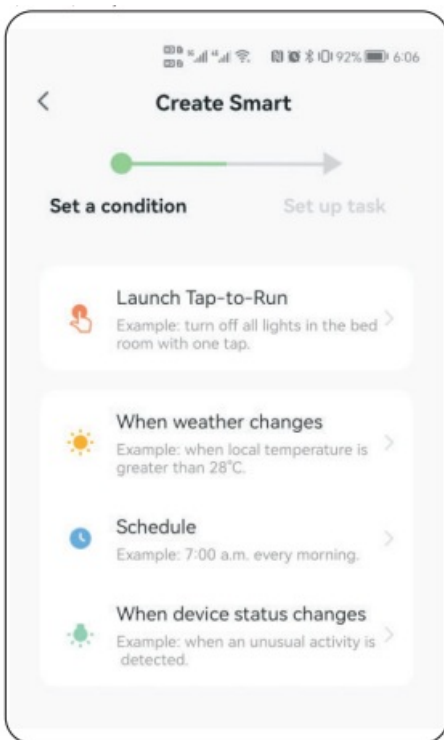 92% 6:06
Create Smart
Set a condition
Set up task
Launch Tap-to-Run
Example: turn off all lights in the bed
room with one tap.
When weather changes
Example: when local temperature is
greater than 28°C.
Schedule
Example: 7:00 a.m. every morning.
When device status changes
Example: when an unusual activity is
detected.